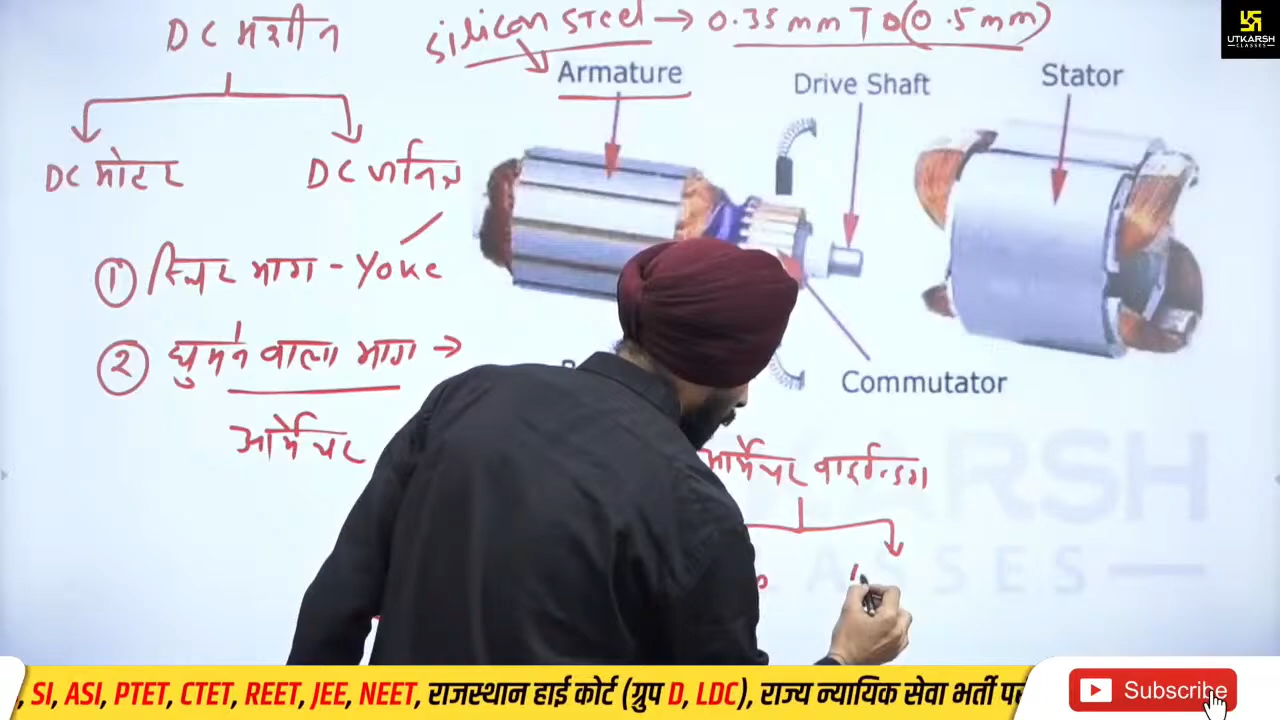 DC मशीन
silicon steel → 0.35 mm To (0.5 mm)
UTKARSH
CLASSES
Armature
Drive Shaft
Stator
DC मोटर
DC जनित्र
① स्थिर भाग - Yoke
② घुमने वाला भाग →
आर्मेचर
Commutator
आर्मेचर वाईन्डिंग
, SI, ASI, PTET, CTET, REET, JEE, NEET, राजस्थान हाई कोर्ट (ग्रुप D, LDC), राज्य न्यायिक सेवा भर्ती
Subscribe